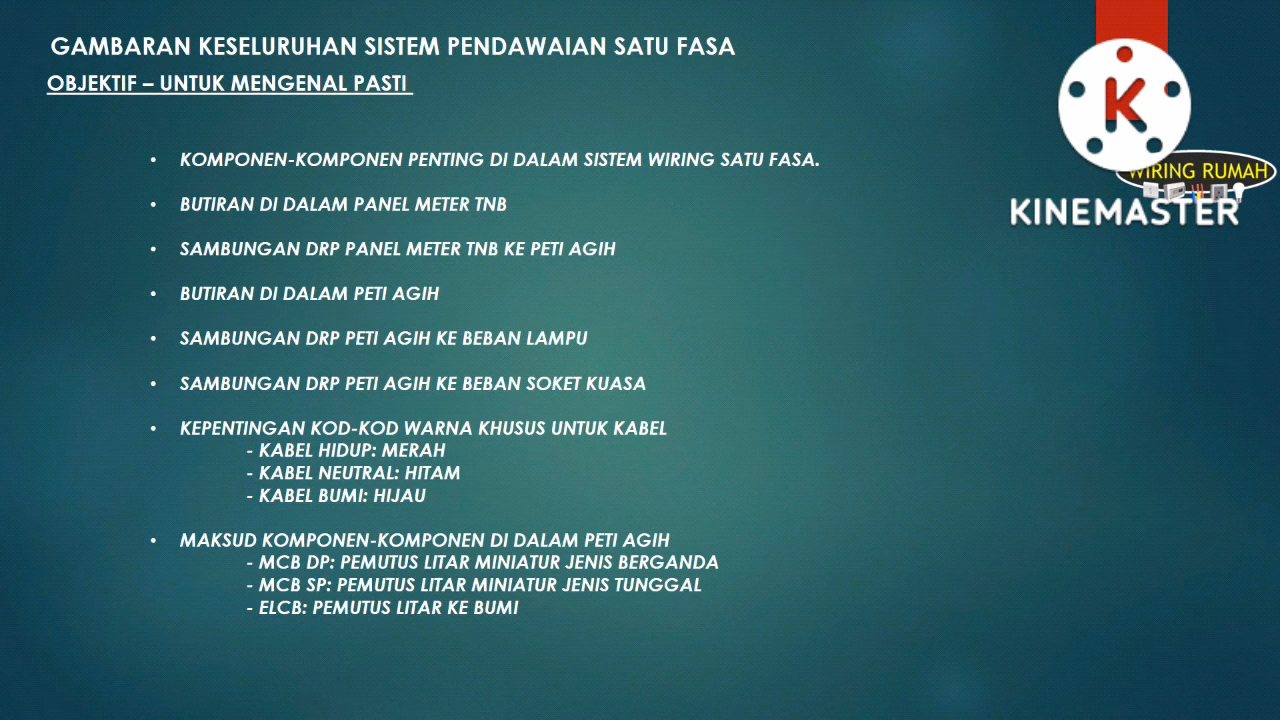 GAMBARAN KESELURUHAN SISTEM PENDAWAIAN SATU FASA
OBJEKTIF – UNTUK MENGENAL PASTI
• KOMPONEN-KOMPONEN PENTING DI DALAM SISTEM WIRING SATU FASA.
• BUTIRAN DI DALAM PANEL METER TNB
• SAMBUNGAN DRP PANEL METER TNB KE PETI AGIH
• BUTIRAN DI DALAM PETI AGIH
• SAMBUNGAN DRP PETI AGIH KE BEBAN LAMPU
• SAMBUNGAN DRP PETI AGIH KE BEBAN SOKET KUASA
• KEPENTINGAN KOD-KOD WARNA KHUSUS UNTUK KABEL
- KABEL HIDUP: MERAH
- KABEL NEUTRAL: HITAM
- KABEL BUMI: HIJAU
• MAKSUD KOMPONEN-KOMPONEN DI DALAM PETI AGIH
- MCB DP: PEMUTUS LITAR MINIATUR JENIS BERGANDA
- MCB SP: PEMUTUS LITAR MINIATUR JENIS TUNGGAL
- ELCB: PEMUTUS LITAR KE BUMI
K
WIRING RUMAH
KINEMASTER